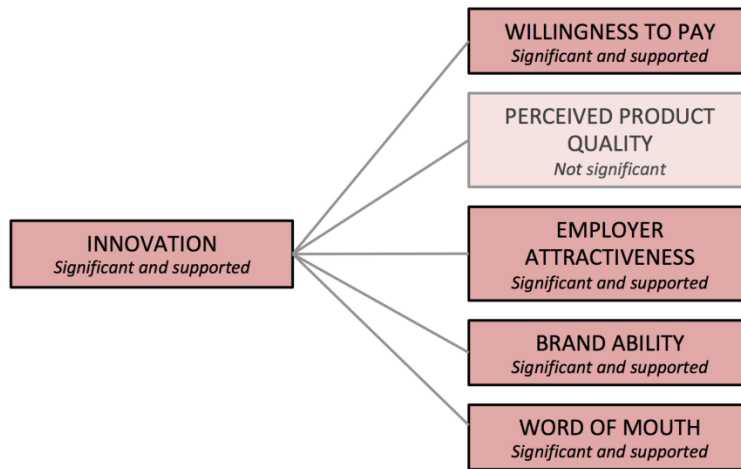 WILLINGNESS TO PAY
Significant and supported
PERCEIVED PRODUCT
QUALITY
Not significant
INNOVATION
Significant and supported
EMPLOYER
ATTRACTIVENESS
Significant and supported
BRAND ABILITY
Significant and supported
WORD OF MOUTH
Significant and supported